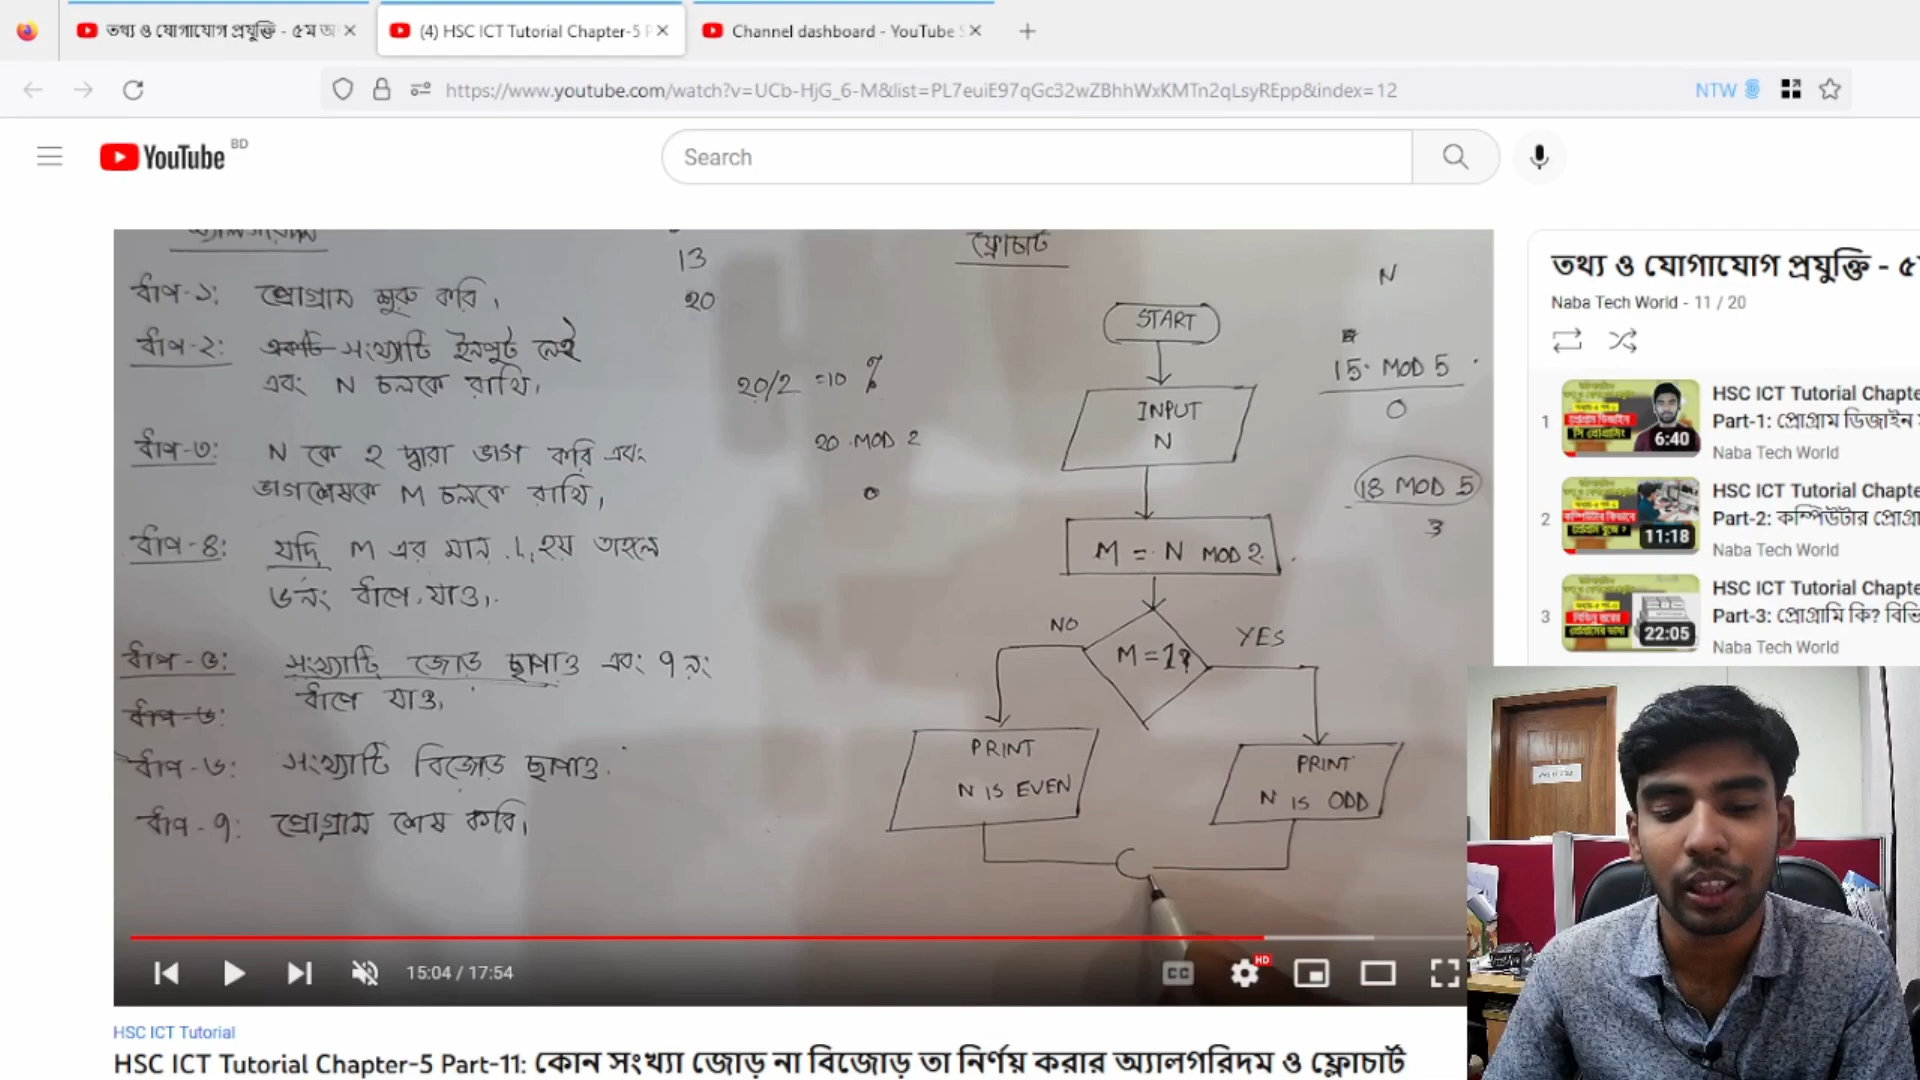 তথ্য ও যোগাযোগ প্রযুক্তি - ৫ম অ
(4) HSC ICT Tutorial Chapter-5 P
Channel dashboard - YouTube S
https://www.youtube.com/watch?v=UCb-HjG_6-M&list=PL7euiE97qGc32wZBhhWxKMTn2qLsyREpp&index=12
NTW
YouTube BD
Search
অ্যালগরিদম
ধাপ-১: প্রোগ্রাম শুরু করি।
ধাপ-২: একটি সংখ্যাটি ইনপুট নেই
এবং N চলকে রাখি।
ধাপ-৩: N কে ২ দ্বারা ভাগ করি এবং
ভাগশেষকে M চলকে রাখি।
ধাপ-৪: যদি M এর মান 1 হয় তাহলে
৬নং ধাপে যাও।
ধাপ-৫: সংখ্যাটি জোড় ছাপাও এবং ৭ নং
ধাপে যাও।
ধাপ-৬:
ধাপ-৬: সংখ্যাটি বিজোড় ছাপাও
ধাপ-৭: প্রোগ্রাম শেষ করি।
13
20
20/2 =10 %
20 MOD 2
0
ফ্লোচার্ট
START
INPUT
N
M = N MOD 2
M=1?
NO
YES
PRINT
N IS EVEN
PRINT
N IS ODD
N
15 MOD 5
0
18 MOD 5
3
15:04 / 17:54
CC
HD
তথ্য ও যোগাযোগ প্রযুক্তি - ৫
Naba Tech World - 11 / 20
1
6:40
HSC ICT Tutorial Chapte
Part-1: প্রোগ্রাম ডিজাইন
Naba Tech World
2
11:18
HSC ICT Tutorial Chapte
Part-2: কম্পিউটার প্রোগ্রা
Naba Tech World
3
22:05
HSC ICT Tutorial Chapte
Part-3: প্রোগ্রামি কি? বিভি
Naba Tech World
HSC ICT Tutorial
HSC ICT Tutorial Chapter-5 Part-11: কোন সংখ্যা জোড় না বিজোড় তা নির্ণয় করার অ্যালগরিদম ও ফ্লোচার্ট